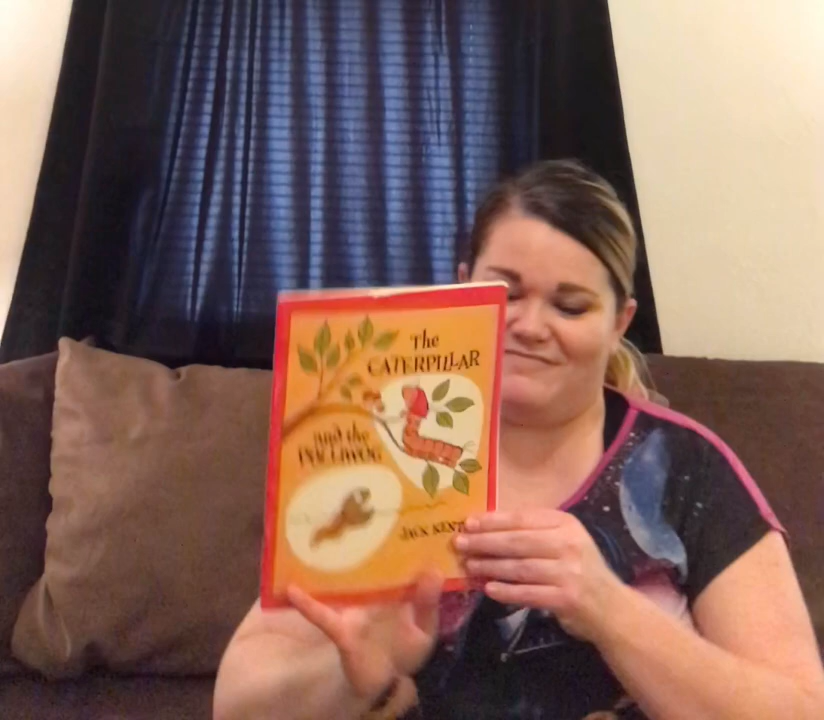 The
CATERPILLAR
and the
POLLIWOG
JACK KENT